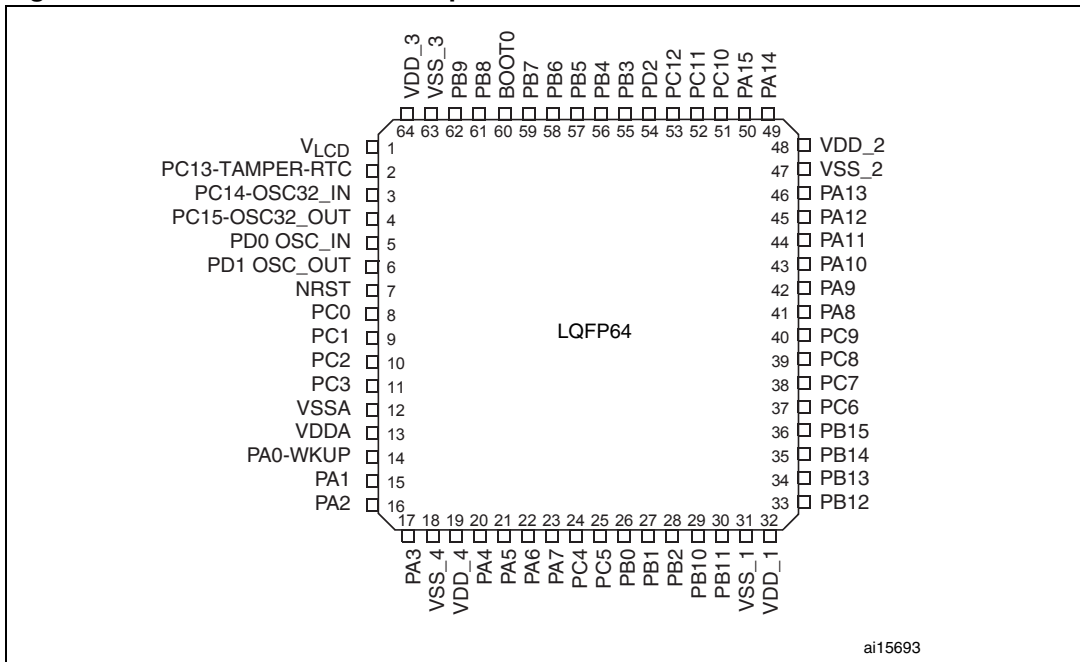 VDD_3
VSS_3
PB9
PB8
BOOT0
PB7
PB6
PB5
PB4
PB3
PD2
PC12
PC11
PC10
PA15
PA14
64 63 62 61 60 59 58 57 56 55 54 53 52 51 50 49
VLCD 1
PC13-TAMPER-RTC 2
PC14-OSC32_IN 3
PC15-OSC32_OUT 4
PD0 OSC_IN 5
PD1 OSC_OUT 6
NRST 7
PC0 8
PC1 9
PC2 10
PC3 11
VSSA 12
VDDA 13
PA0-WKUP 14
PA1 15
PA2 16
LQFP64
48 VDD_2
47 VSS_2
46 PA13
45 PA12
44 PA11
43 PA10
42 PA9
41 PA8
40 PC9
39 PC8
38 PC7
37 PC6
36 PB15
35 PB14
34 PB13
33 PB12
17 18 19 20 21 22 23 24 25 26 27 28 29 30 31 32
PA3
VSS_4
VDD_4
PA4
PA5
PA6
PA7
PC4
PC5
PB0
PB1
PB2
PB10
PB11
VSS_1
VDD_1
ai15693